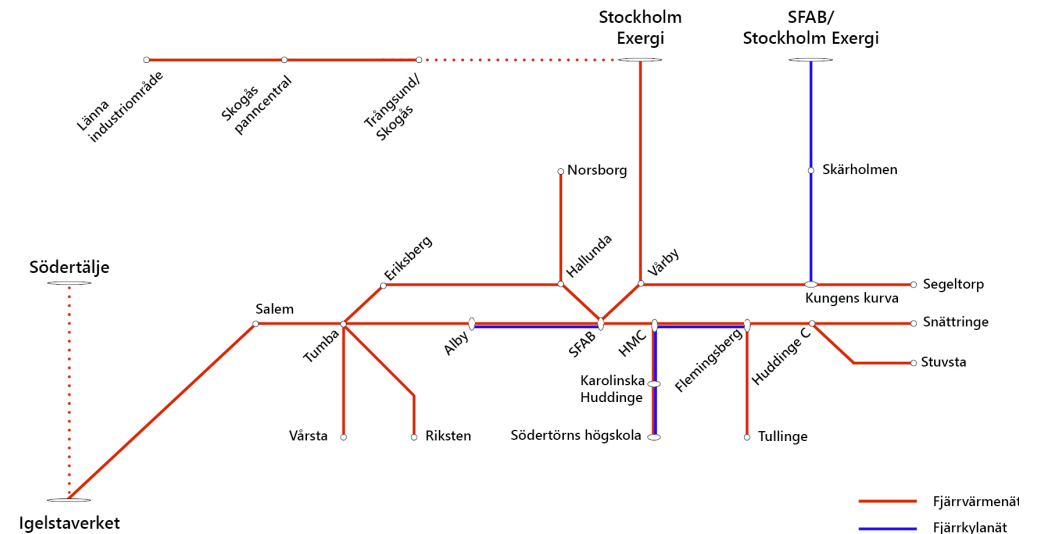 Stockholm
Exergi
SFAB/
Stockholm Exergi
Länna
industriområde
Skogås
panncentral
Trångsund/
Skogås
Norsborg
Skärholmen
Södertälje
Eriksberg
Hallunda
Vårby
Segeltorp
Kungens kurva
Salem
Snättringe
Tumba
Alby
SFAB
HMC
Flemingsberg
Huddinge C
Stuvsta
Karolinska
Huddinge
Vårsta
Riksten
Södertörns högskola
Tullinge
Igelstaverket
Fjärrvärmenät
Fjärrkylanät